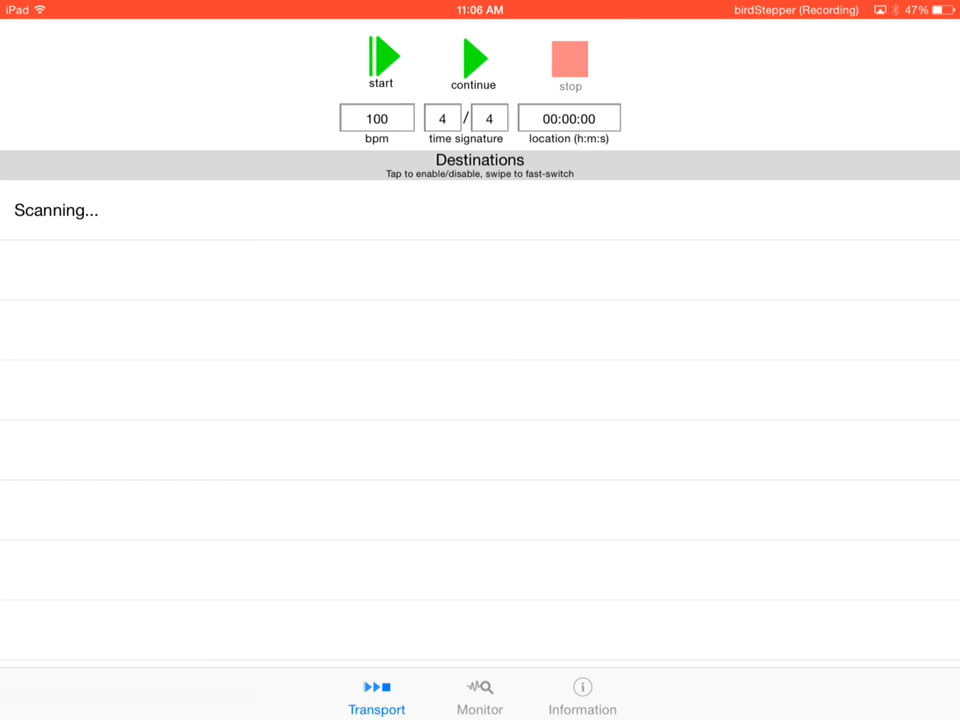 iPad 11:06 AM birdStepper (Recording) 47%
start continue stop
100 4 / 4 00:00:00
bpm time signature location (h:m:s)
Destinations
Tap to enable/disable, swipe to fast-switch
Scanning...
Transport Monitor Information